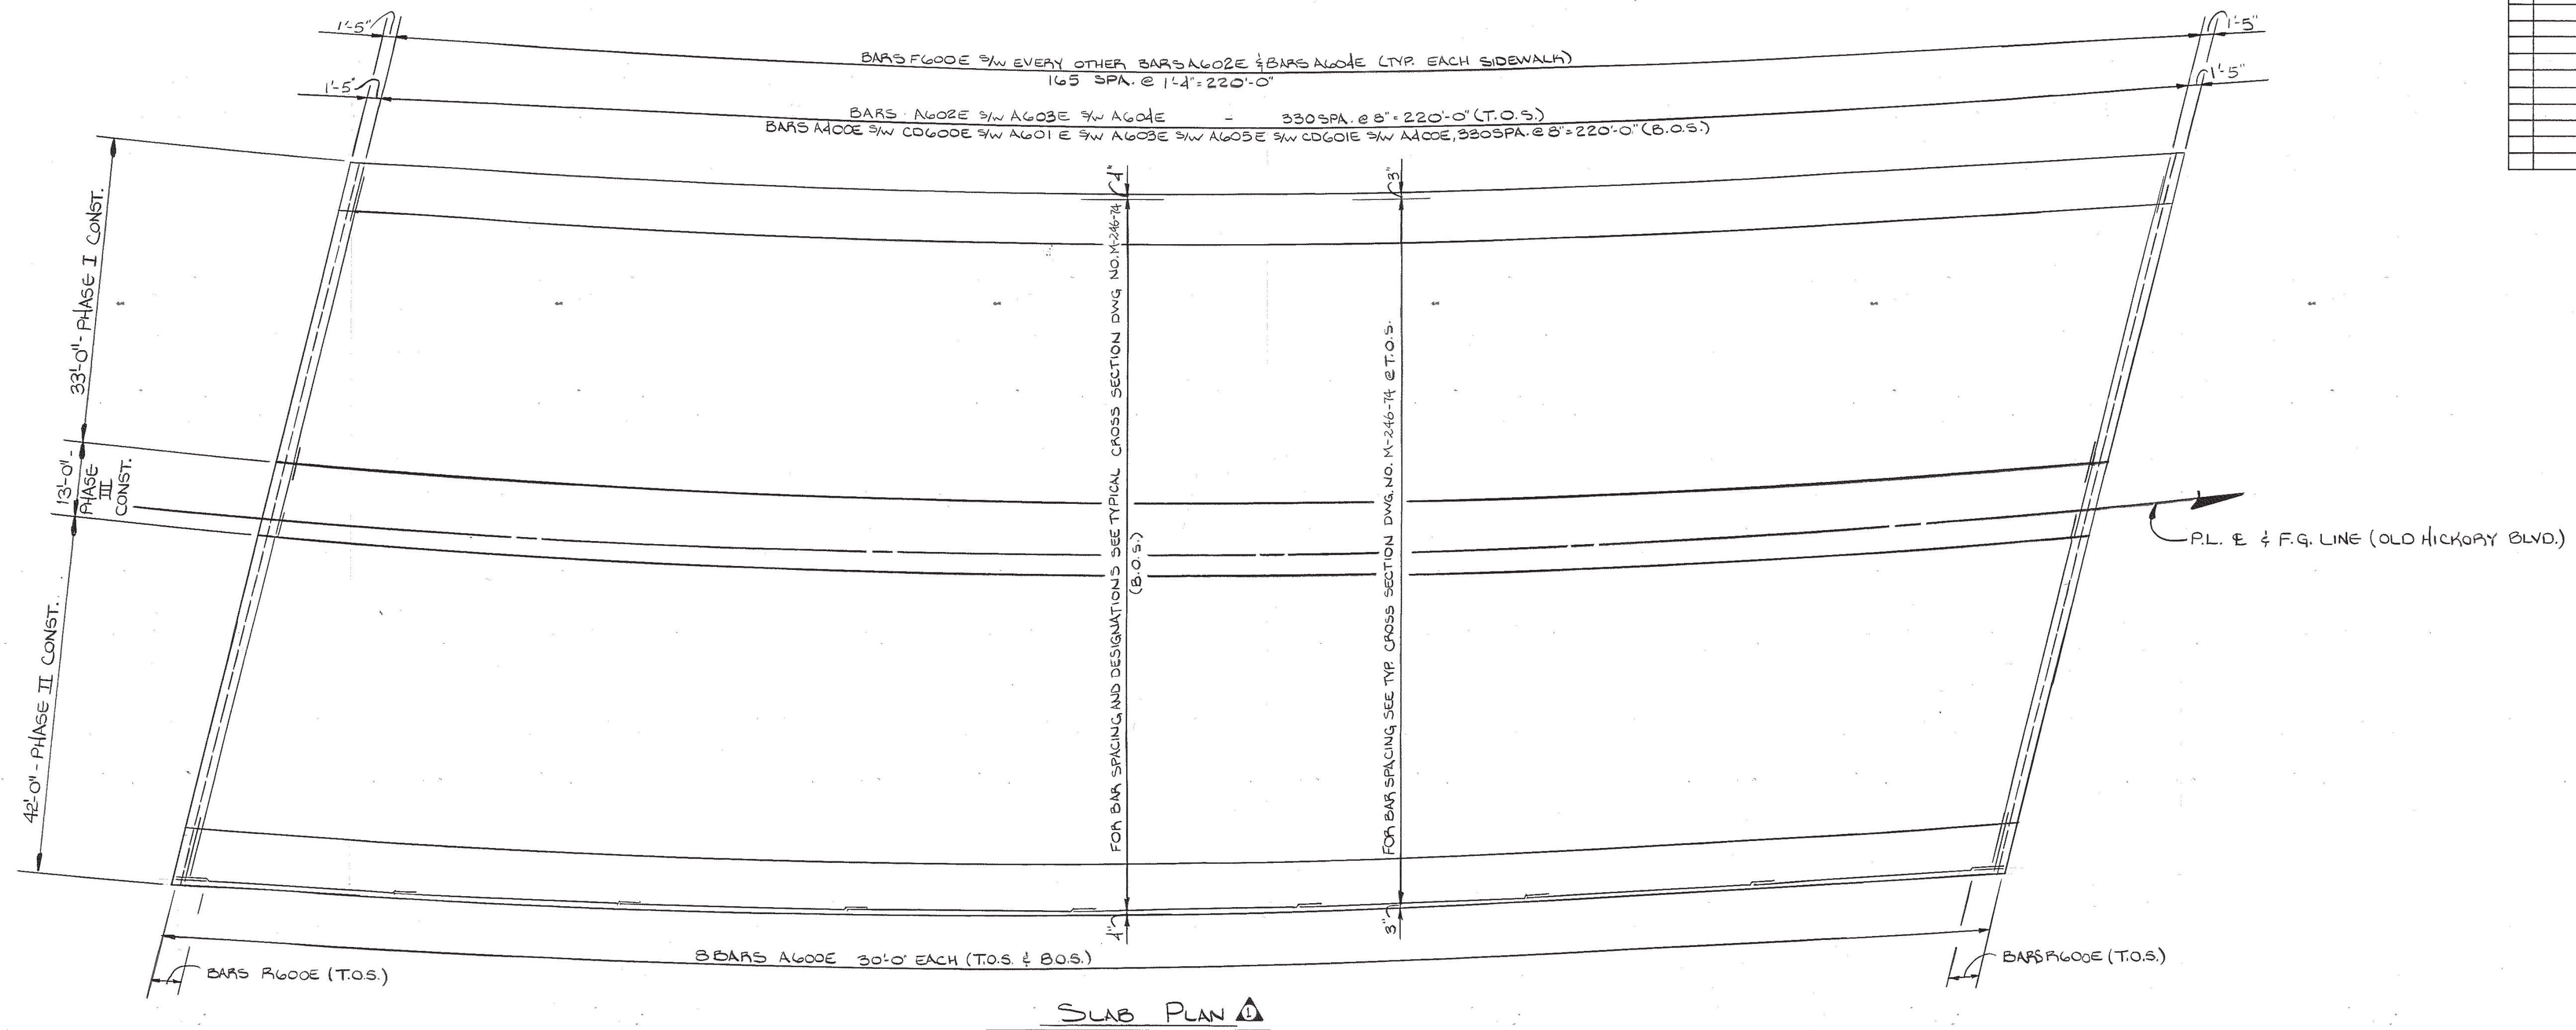 1'-5"
1'-5"
BARS F600E S/W EVERY OTHER BARS A602E & BARS A604E (TYP. EACH SIDEWALK)
165 SPA. @ 1'-4" = 220'-0"
1'-5"
1'-5"
BARS A602E S/W A603E S/W A604E - 330 SPA. @ 8" = 220'-0" (T.O.S.)
BARS A400E S/W CD600E S/W A601E S/W A603E S/W A605E S/W CD601E S/W A400E, 330 SPA. @ 8" = 220'-0" (B.O.S.)
4"
3"
33'-0" - PHASE I CONST.
13'-0" -
PHASE
III
CONST.
42'-0" - PHASE II CONST.
FOR BAR SPACING AND DESIGNATIONS SEE TYPICAL CROSS SECTION DWG NO. M-246-74
(B.O.S.)
FOR BAR SPACING SEE TYP. CROSS SECTION DWG. NO. M-246-74 @ T.O.S.
P.L. ℄ & F.G. LINE (OLD HICKORY BLVD.)
4"
3"
8 BARS A600E 30'-0" EACH (T.O.S. & B.O.S.)
BARS R600E (T.O.S.)
BARS R600E (T.O.S.)
SLAB PLAN 1